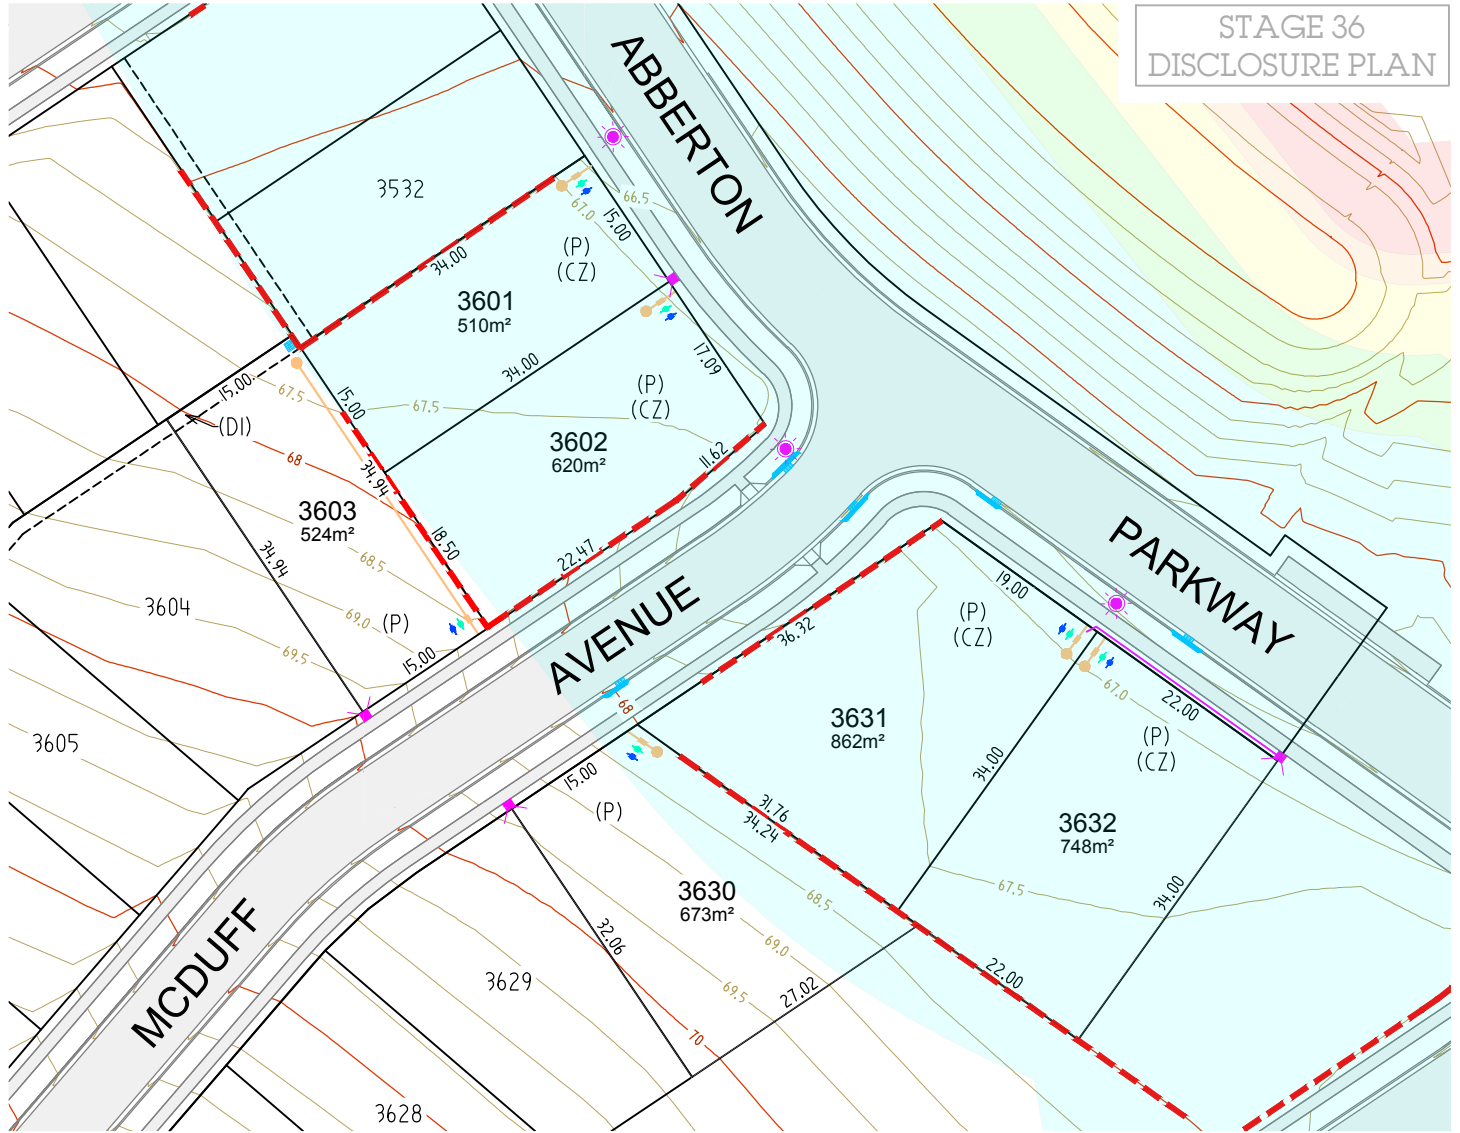 STAGE 36
DISCLOSURE PLAN
ABBERTON
PARKWAY
MCDUFF
AVENUE
3532
66.5
67.0
15.00
(P)
(CZ)
34.00
3601
510m²
17.09
34.00
(P)
(CZ)
15.00
67.5
67.5
15.00
(DI)
3602
620m²
11.62
68
34.94
3603
524m²
18.50
22.47
34.94
68.5
3604
69.0
(P)
69.5
15.00
3605
19.00
(P)
(CZ)
36.32
67.0
22.00
68
3631
862m²
(P)
(CZ)
34.00
15.00
(P)
31.76
34.24
3632
748m²
3630
673m²
68.5
67.5
34.00
32.06
69.0
22.00
3629
69.5
27.02
70
3628